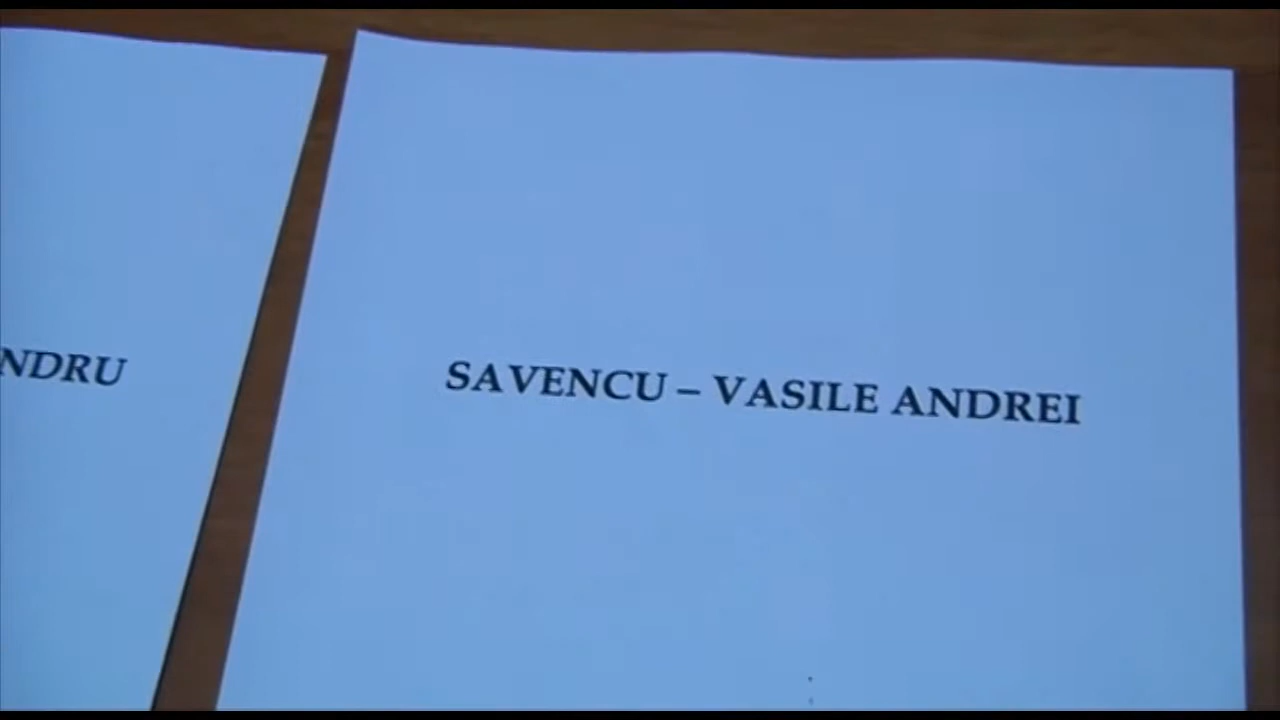 NDRU
SAVENCU – VASILE ANDREI